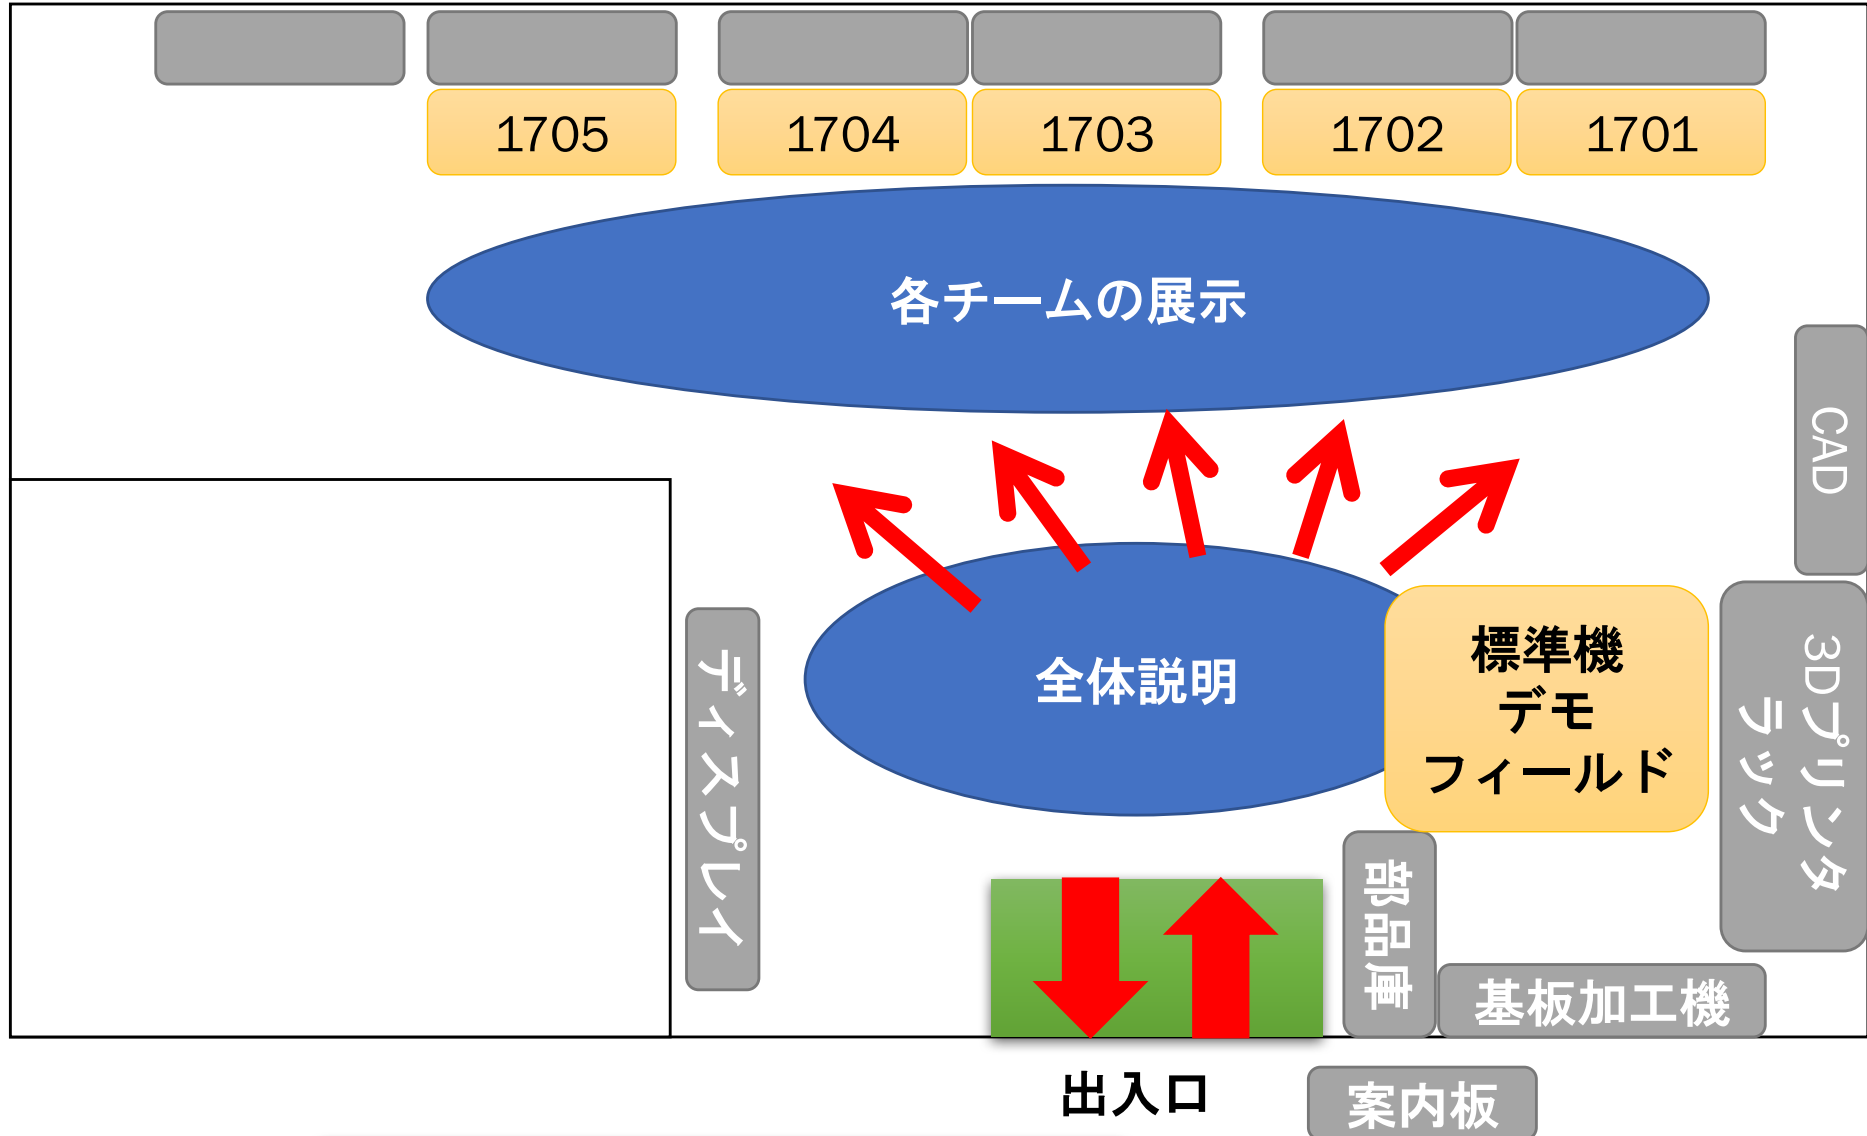 1705
1704
1703
1702
1701
各チームの展示
CAD
全体説明
標準機
デモ
フィールド
3Dプリンタ
ラック
ディスプレイ
部品庫
基板加工機
出入口
案内板